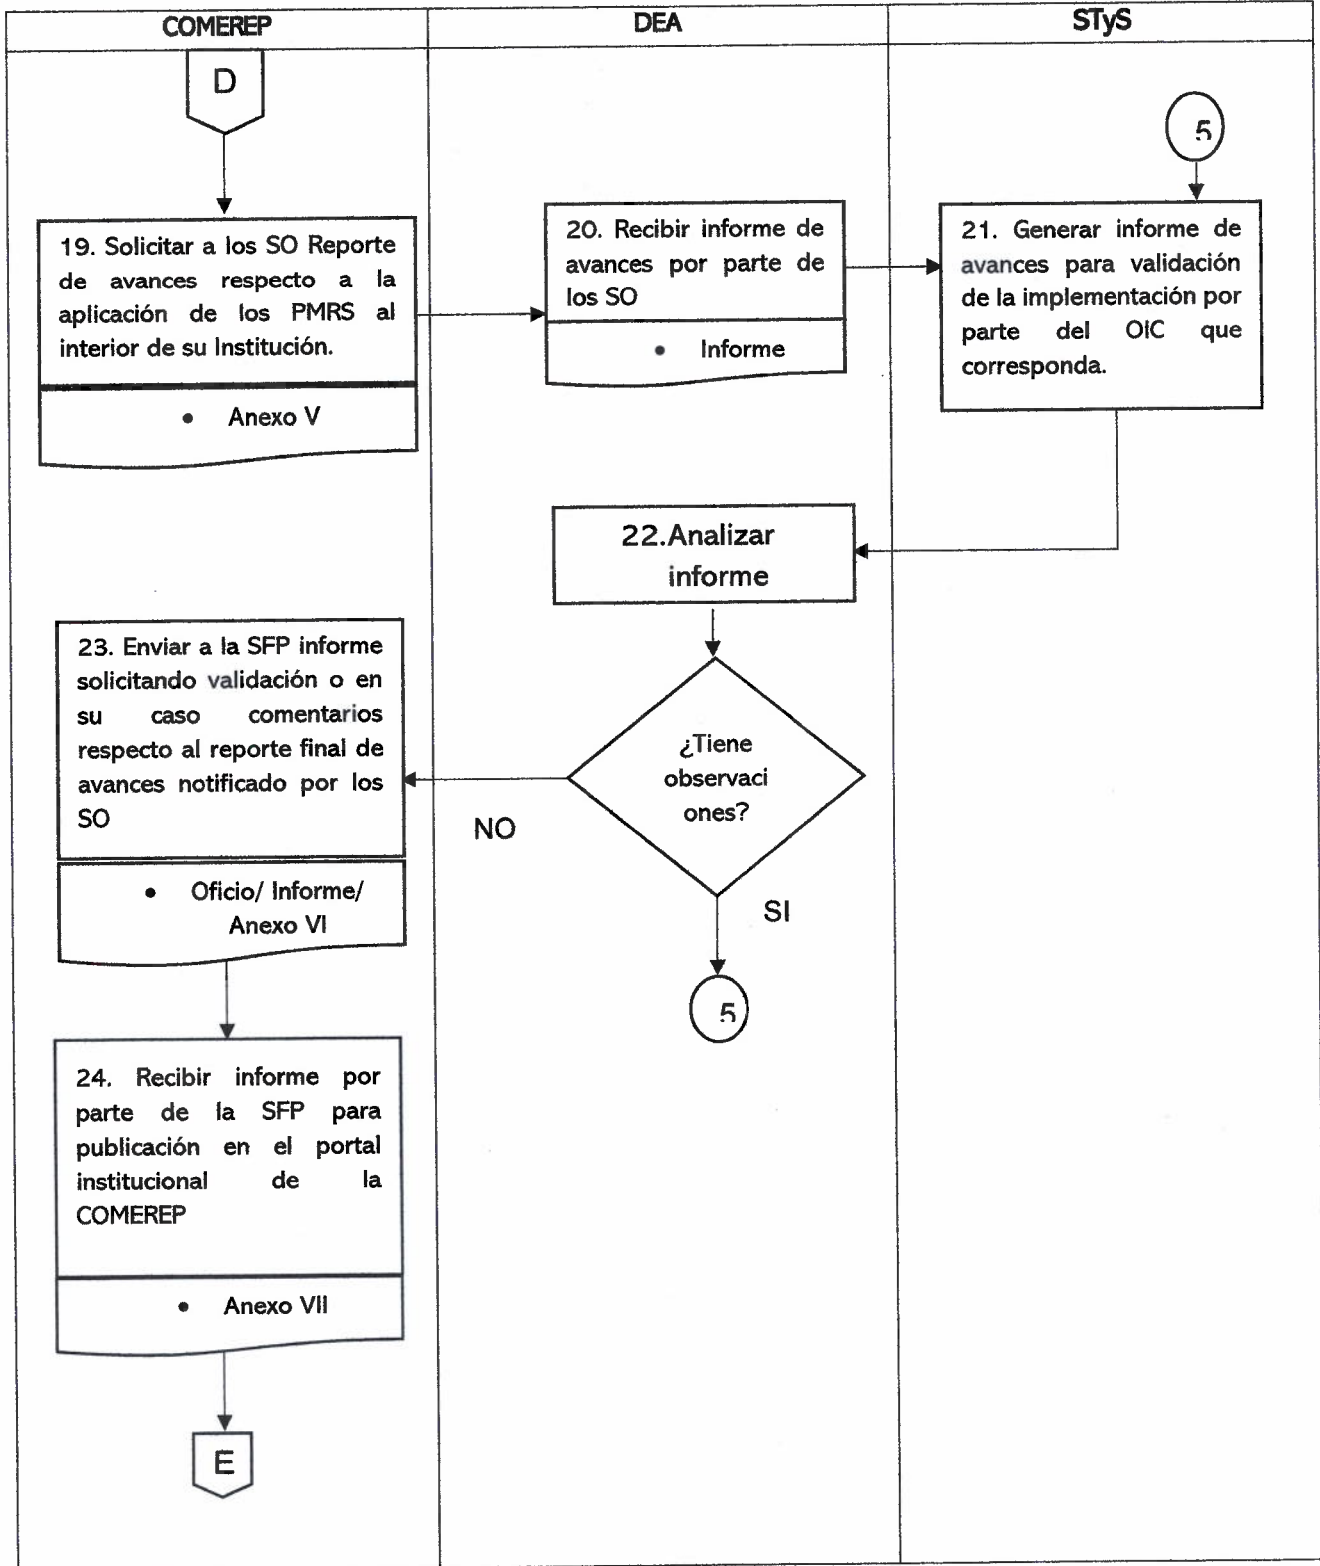 COMEREP
DEA
STyS
D
5
19. Solicitar a los SO Reporte
de avances respecto a la
aplicación de los PMRS al
interior de su Institución.
• Anexo V
20. Recibir informe de
avances por parte de
los SO
• Informe
21. Generar informe de
avances para validación
de la implementación por
parte del OIC que
corresponda.
22.Analizar
informe
¿Tiene
observaci
ones?
NO
SI
5
23. Enviar a la SFP informe
solicitando validación o en
su caso comentarios
respecto al reporte final de
avances notificado por los
SO
• Oficio/ Informe/
Anexo VI
24. Recibir informe por
parte de la SFP para
publicación en el portal
institucional de la
COMEREP
• Anexo VII
E